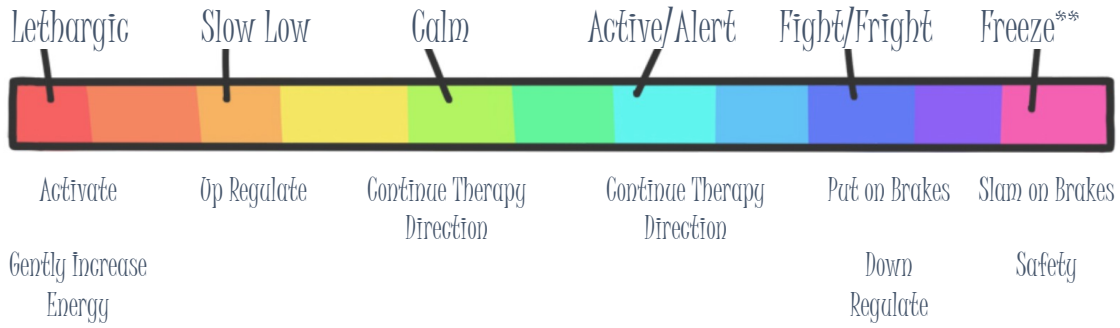 Lethargic Slow Low Calm Active/Alert Fight/Fright Freeze**
Activate Up Regulate Continue Therapy Continue Therapy Put on Brakes Slam on Brakes
Direction Direction
Gently Increase Down Safety
Energy Regulate